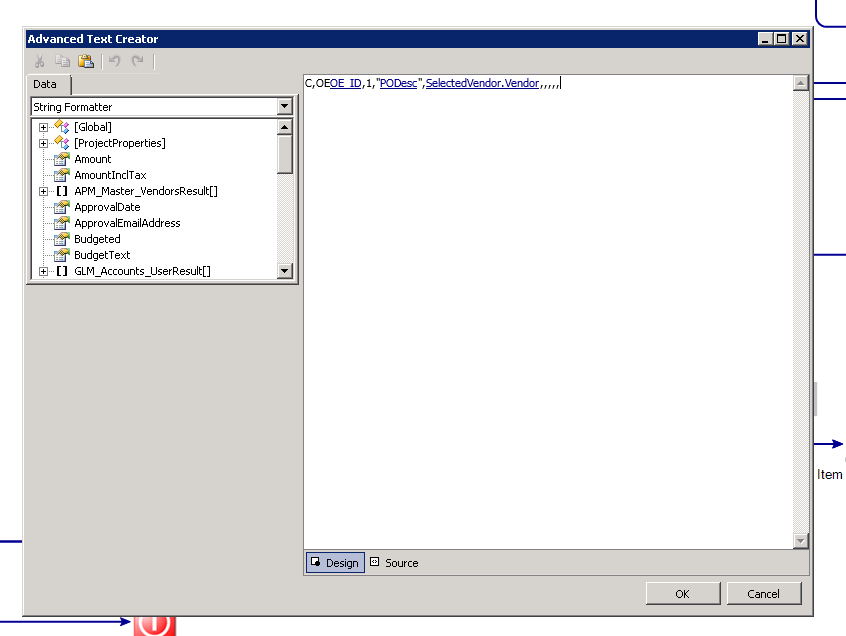 Advanced Text Creator
Data
String Formatter
[Global]
[ProjectProperties]
Amount
AmountInclTax
APM_Master_VendorsResult[]
ApprovalDate
ApprovalEmailAddress
Budgeted
BudgetText
GLM_Accounts_UserResult[]
C,OEOE_ID,1,"PODesc",SelectedVendor.Vendor,,,,,
Design Source
OK Cancel
Item